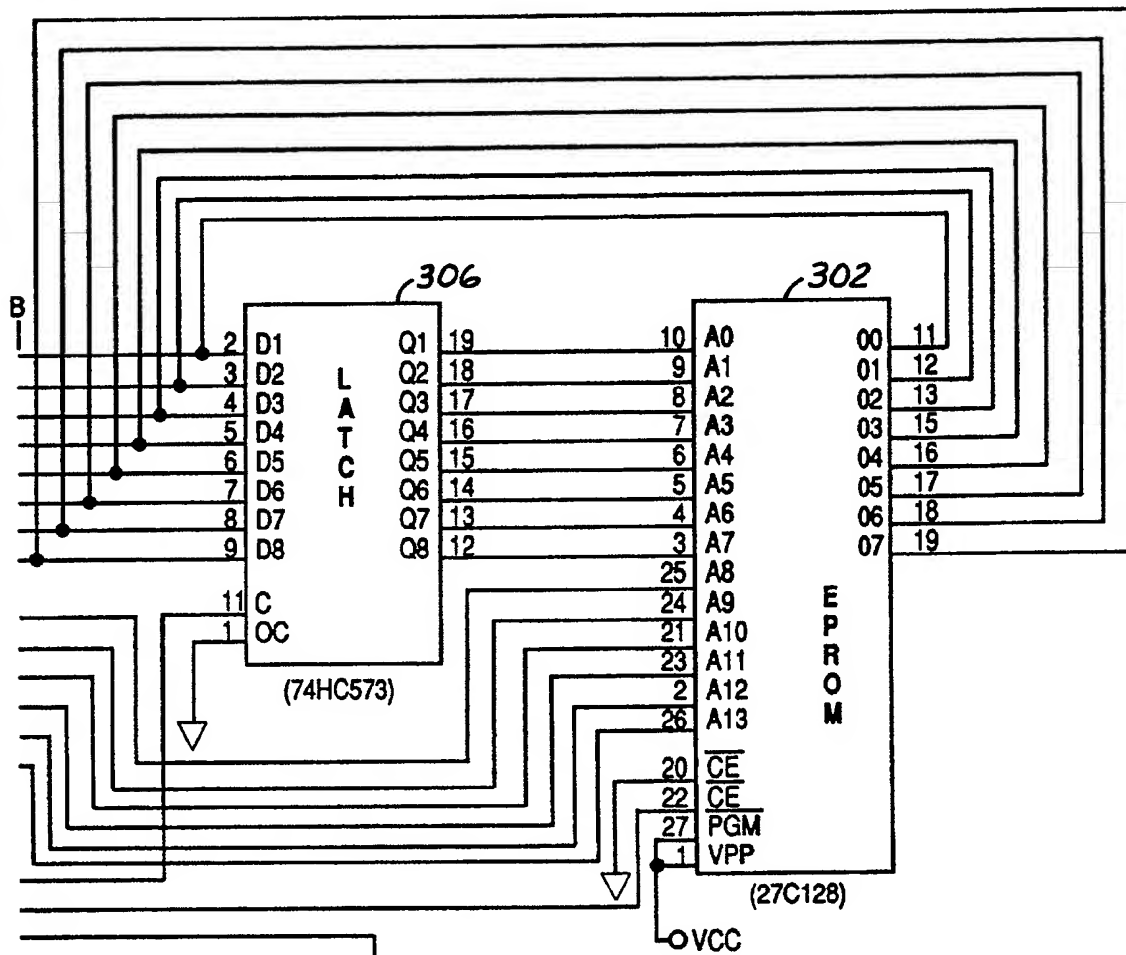 306
302
B
2 D1 Q1 19
3 D2 Q2 18
4 D3 Q3 17
5 D4 Q4 16
6 D5 Q5 15
7 D6 Q6 14
8 D7 Q7 13
9 D8 Q8 12
11 C
1 OC
LATCH
(74HC573)
10 A0 00 11
9 A1 01 12
8 A2 02 13
7 A3 03 15
6 A4 04 16
5 A5 05 17
4 A6 06 18
3 A7 07 19
25 A8
24 A9
21 A10
23 A11
2 A12
26 A13
20 CE
22 CE
27 PGM
1 VPP
EPROM
(27C128)
VCC